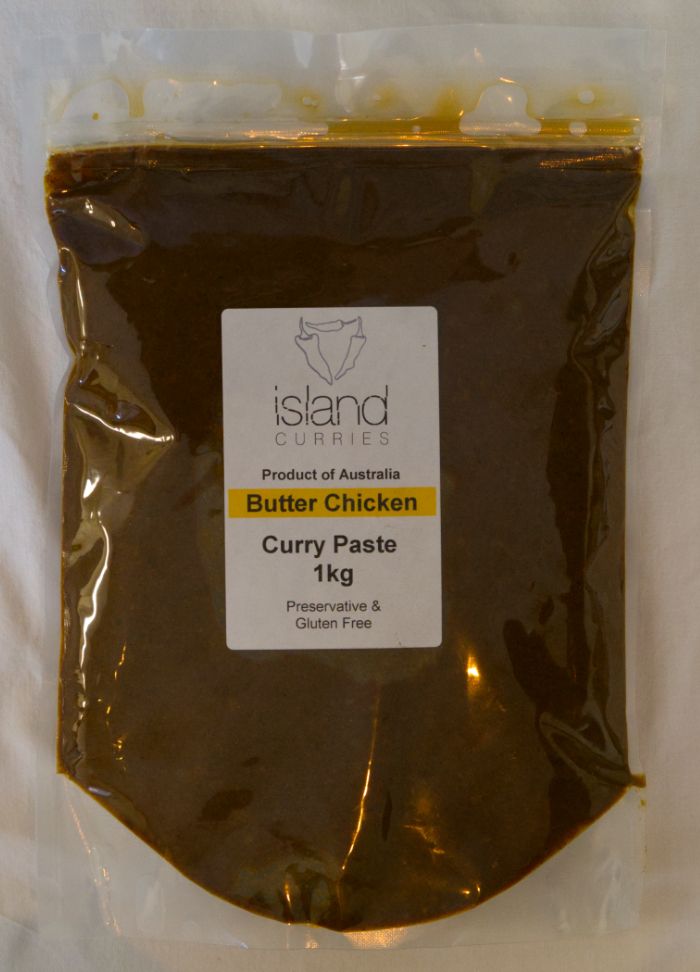 island
CURRIES
Product of Australia
Butter Chicken
Curry Paste
1kg
Preservative &
Gluten Free